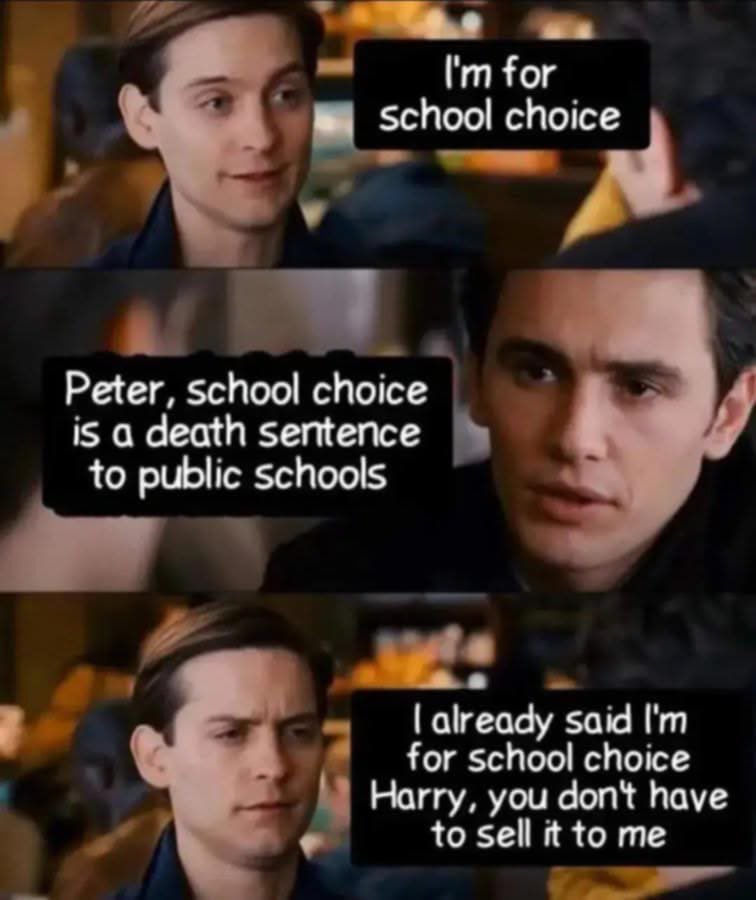 I'm for
school choice
Peter, school choice
is a death sentence
to public schools
I already said I'm
for school choice
Harry, you don't have
to sell it to me